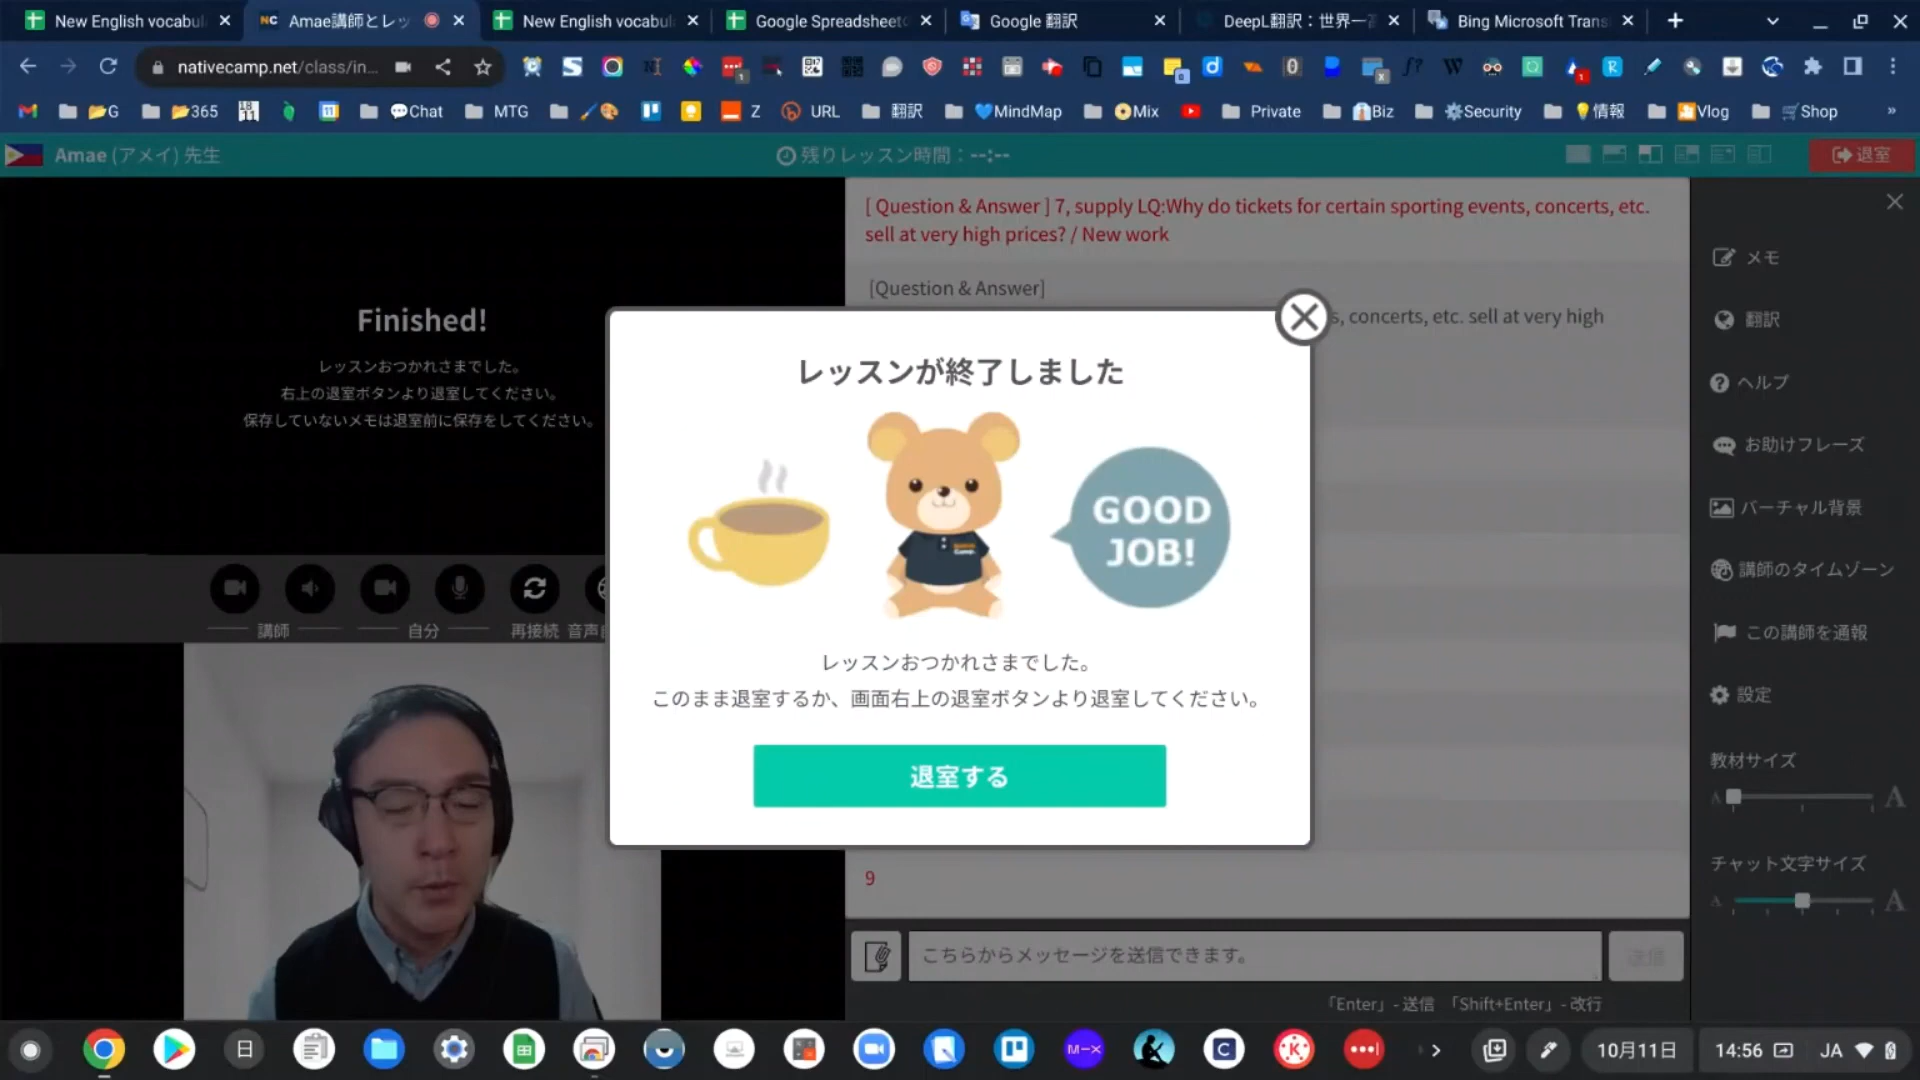 New English vocabul
Amae講師とレッ
New English vocabul
Google Spreadsheet
Google 翻訳
DeepL翻訳：世界一高
Bing Microsoft Trans
nativecamp.net/class/in...
G
365
Chat
MTG
Z
URL
翻訳
MindMap
Mix
Private
Biz
Security
情報
Vlog
Shop
Amae (アメイ) 先生
残りレッスン時間：--:--
退室
[ Question & Answer ] 7, supply LQ:Why do tickets for certain sporting events, concerts, etc.
sell at very high prices? / New work
[Question & Answer]
s, concerts, etc. sell at very high
Finished!
レッスンおつかれさまでした。
右上の退室ボタンより退室してください。
保存していないメモは退室前に保存をしてください。
講師
自分
再接続
音声
レッスンが終了しました
GOOD
JOB!
レッスンおつかれさまでした。
このまま退室するか、画面右上の退室ボタンより退室してください。
退室する
メモ
翻訳
ヘルプ
お助けフレーズ
バーチャル背景
講師のタイムゾーン
この講師を通報
設定
教材サイズ
A A
チャット文字サイズ
A A
9
こちらからメッセージを送信できます。
送信
「Enter」- 送信 「Shift+Enter」- 改行
10月11日
14:56
JA